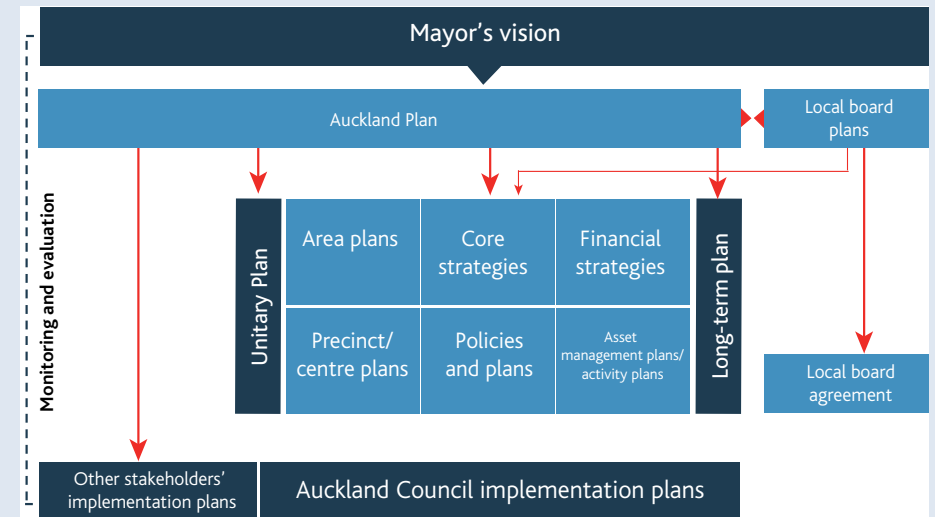 Mayor’s vision
Auckland Plan
Local board
plans
Monitoring and evaluation
Unitary Plan
Area plans
Core
strategies
Financial
strategies
Precinct/
centre plans
Policies
and plans
Asset
management plans/
activity plans
Long-term plan
Local board
agreement
Other stakeholders’
implementation plans
Auckland Council implementation plans